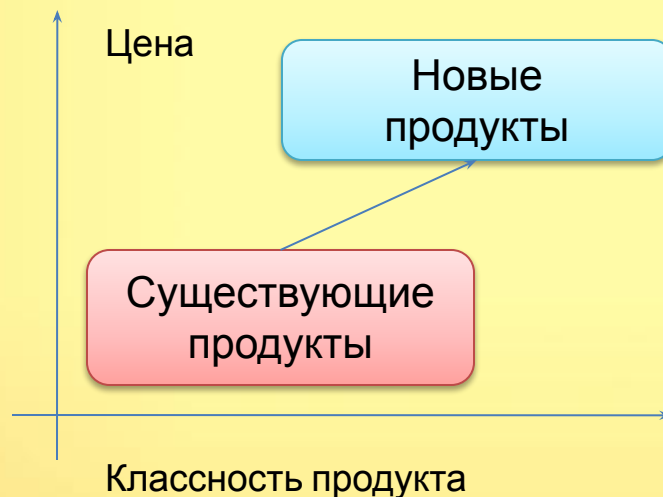 Цена
Новые
продукты
Существующие
продукты
Классность продукта